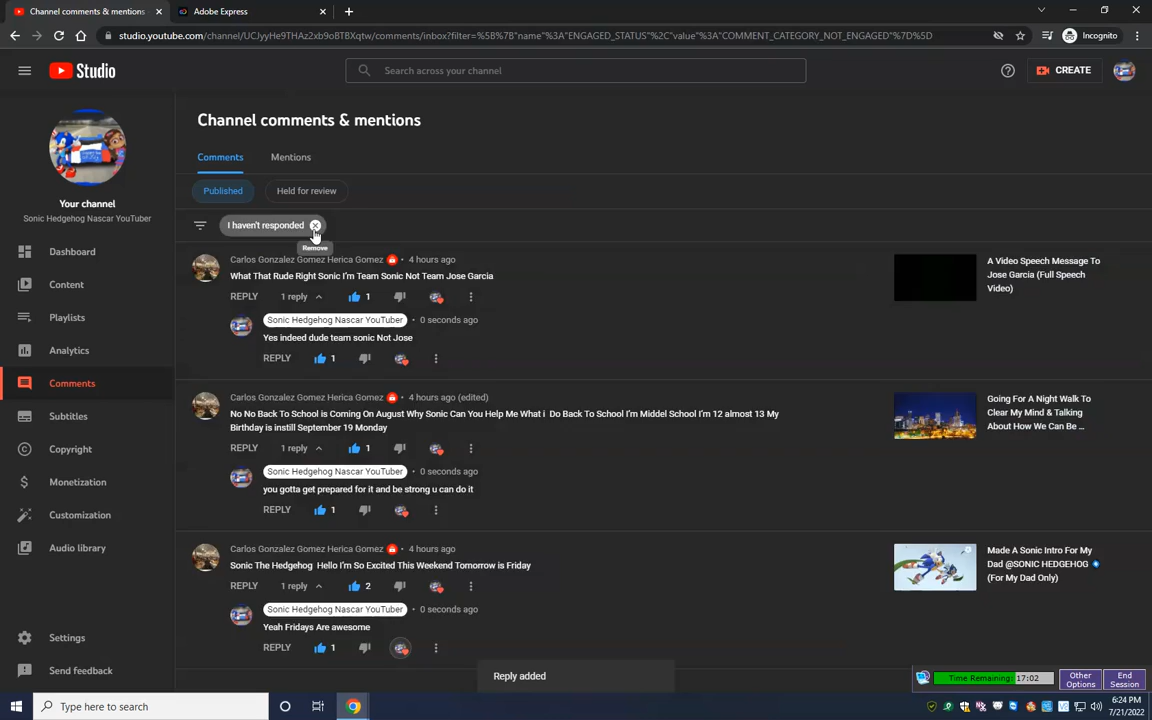 Channel comments & mentions
Adobe Express
studio.youtube.com/channel/UCJyyHe9THAz2xb9oBXqtw/comments/inbox?filter=%5B%7B"name"%3A"ENGAGED_STATUS"%2C"value"%3A"COMMENT_CATEGORY_NOT_ENGAGED"%7D%5D
Incognito
Studio
Search across your channel
CREATE
Your channel
Sonic Hedgehog Nascar YouTuber
Dashboard
Content
Playlists
Analytics
Comments
Subtitles
Copyright
Monetization
Customization
Audio library
Settings
Send feedback
Channel comments & mentions
Comments Mentions
Published Held for review
I haven't responded
Remove
Carlos Gonzalez Gomez Herica Gomez • 4 hours ago
What That Rude Right Sonic I'm Team Sonic Not Team Jose Garcia
REPLY 1 reply 1
Sonic Hedgehog Nascar YouTuber • 0 seconds ago
Yes indeed dude team sonic Not Jose
REPLY 1
A Video Speech Message To
Jose Garcia (Full Speech
Video)
Carlos Gonzalez Gomez Herica Gomez • 4 hours ago (edited)
No No Back To School is Coming On August Why Sonic Can You Help Me What i Do Back To School I'm Middel School I'm 12 almost 13 My
Birthday is instill September 19 Monday
REPLY 1 reply 1
Sonic Hedgehog Nascar YouTuber • 0 seconds ago
you gotta get prepared for it and be strong u can do it
REPLY 1
Going For A Night Walk To
Clear My Mind & Talking
About How We Can Be ...
Carlos Gonzalez Gomez Herica Gomez • 4 hours ago
Sonic The Hedgehog Hello I'm So Excited This Weekend Tomorrow is Friday
REPLY 1 reply 2
Sonic Hedgehog Nascar YouTuber • 0 seconds ago
Yeah Fridays Are awesome
REPLY 1
Made A Sonic Intro For My
Dad @SONIC HEDGEHOG
(For My Dad Only)
Reply added
Time Remaining: 17:02
Other
Options
End
Session
Type here to search
6:24 PM
7/21/2022